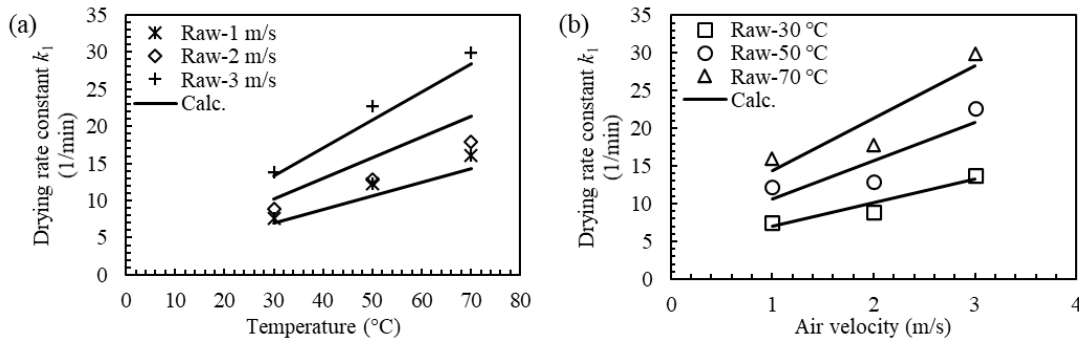 (a)
Drying rate constant k₁
(1/min)
35
30
25
20
15
10
5
0
Raw-1 m/s
Raw-2 m/s
Raw-3 m/s
Calc.
0 10 20 30 40 50 60 70 80
Temperature (°C)
(b)
Drying rate constant k₁
(1/min)
35
30
25
20
15
10
5
0
Raw-30 °C
Raw-50 °C
Raw-70 °C
Calc.
0 1 2 3 4
Air velocity (m/s)